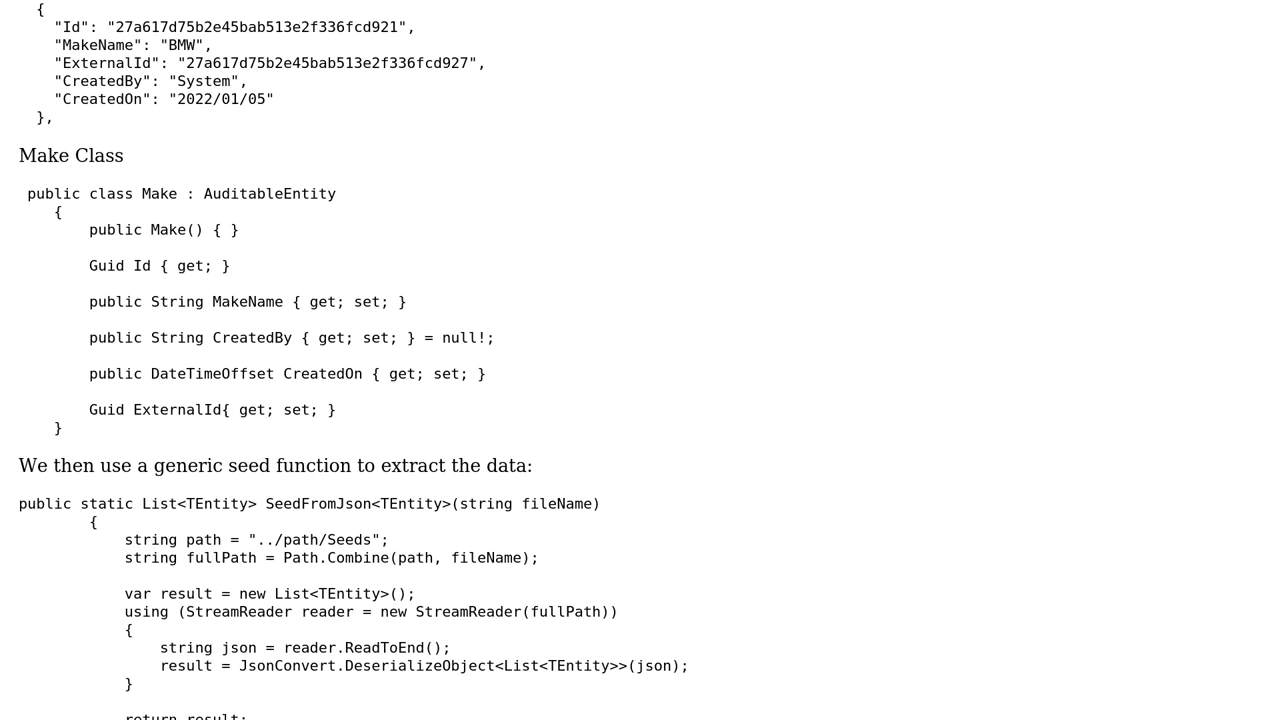 {
"Id": "27a617d75b2e45bab513e2f336fcd921",
"MakeName": "BMW",
"ExternalId": "27a617d75b2e45bab513e2f336fcd927",
"CreatedBy": "System",
"CreatedOn": "2022/01/05"
},
Make Class
public class Make : AuditableEntity
{
public Make() { }
Guid Id { get; }
public String MakeName { get; set; }
public String CreatedBy { get; set; } = null!;
public DateTimeOffset CreatedOn { get; set; }
Guid ExternalId{ get; set; }
}
We then use a generic seed function to extract the data:
public static List<TEntity> SeedFromJson<TEntity>(string fileName)
{
string path = "../path/Seeds";
string fullPath = Path.Combine(path, fileName);
var result = new List<TEntity>();
using (StreamReader reader = new StreamReader(fullPath))
{
string json = reader.ReadToEnd();
result = JsonConvert.DeserializeObject<List<TEntity>>(json);
}
return result;